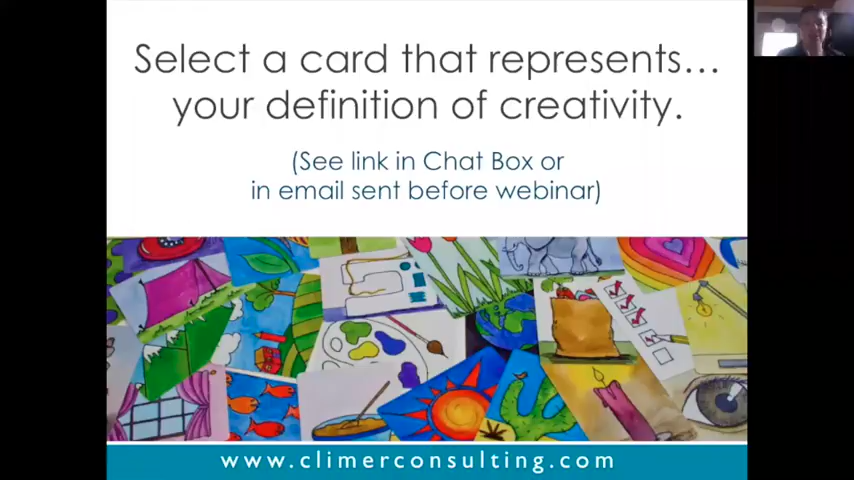 Select a card that represents...
your definition of creativity.
(See link in Chat Box or
in email sent before webinar)
www.climerconsulting.com